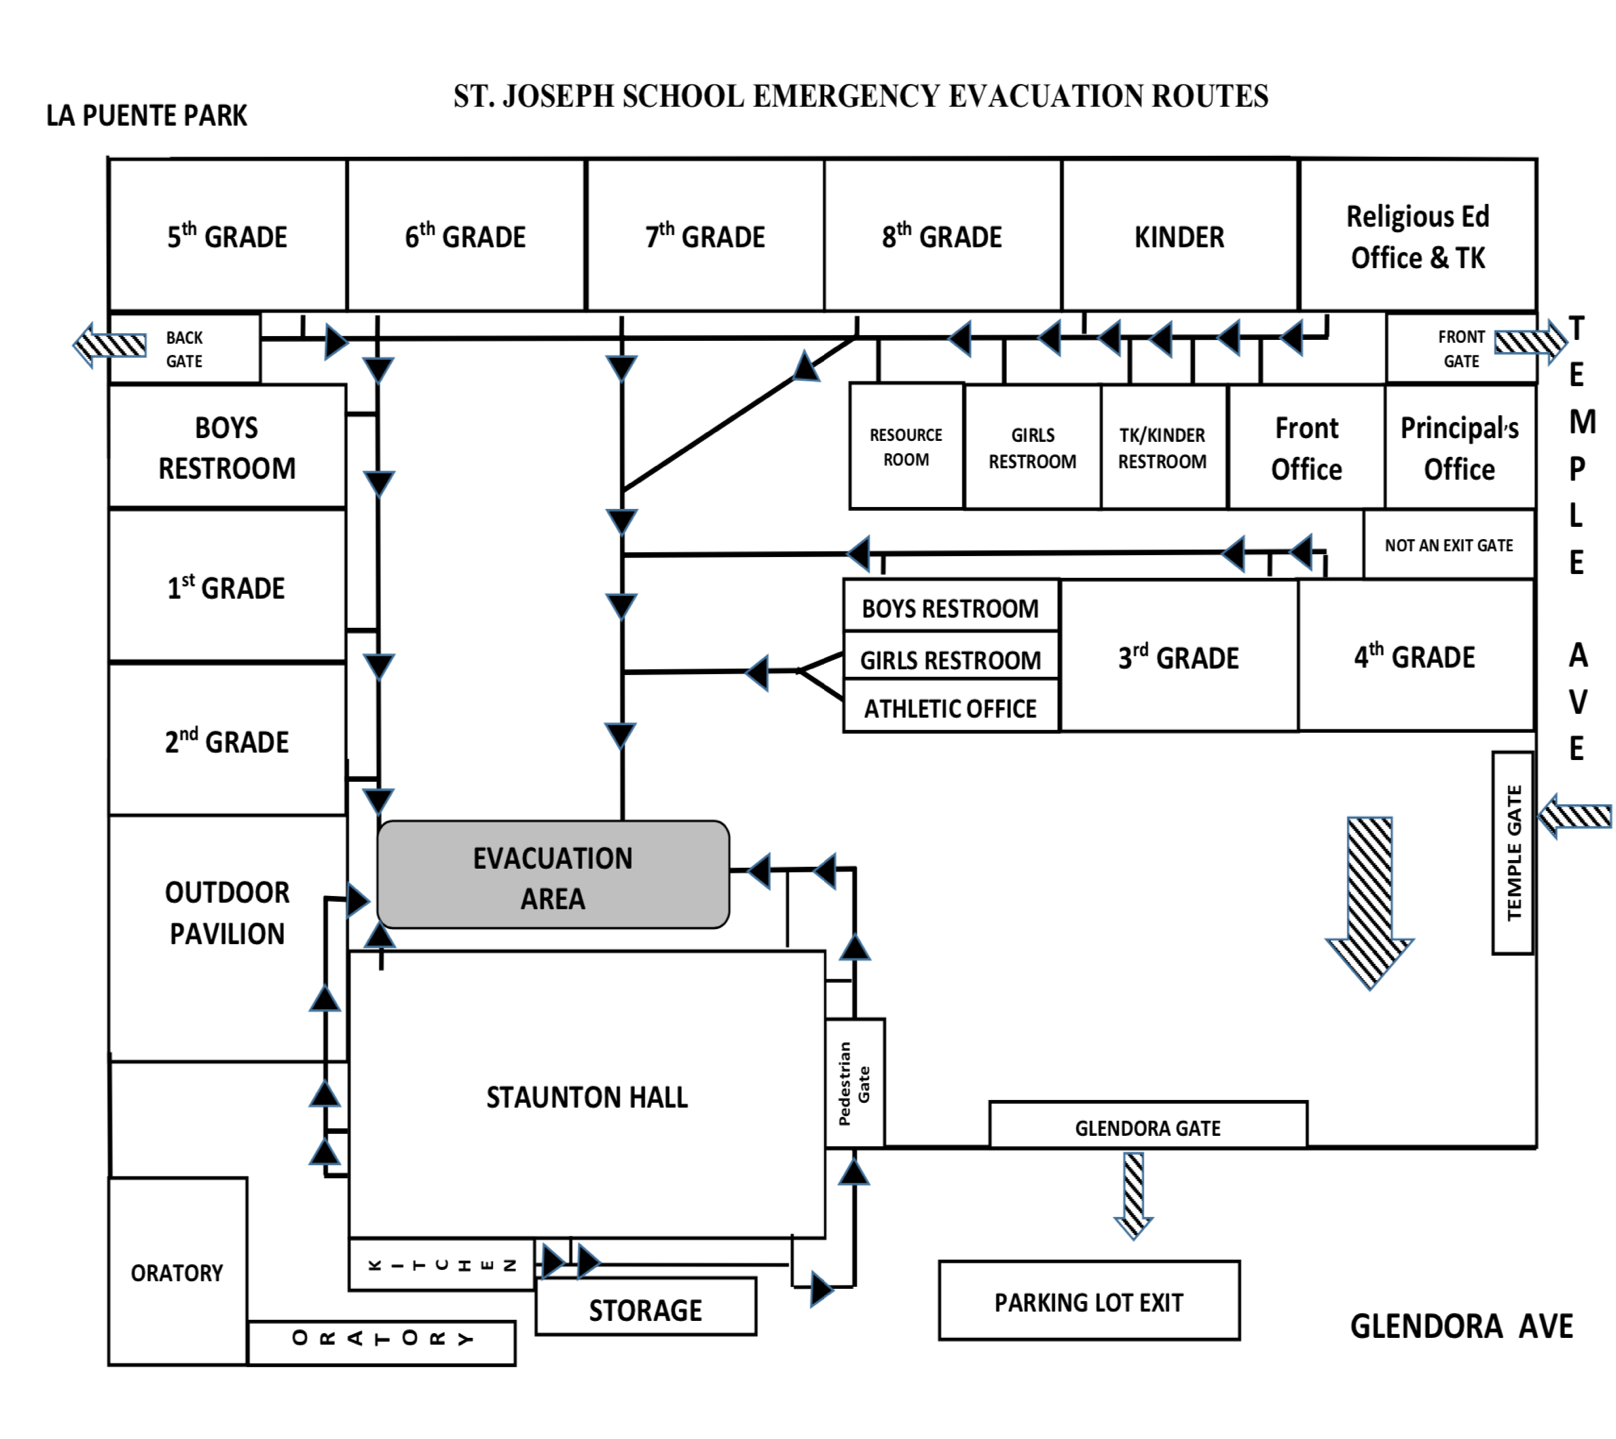 ST. JOSEPH SCHOOL EMERGENCY EVACUATION ROUTES
LA PUENTE PARK
5th GRADE
6th GRADE
7th GRADE
8th GRADE
KINDER
Religious Ed
Office & TK
BACK
GATE
FRONT
GATE
TEMPLE AVE
BOYS
RESTROOM
RESOURCE
ROOM
GIRLS
RESTROOM
TK/KINDER
RESTROOM
Front
Office
Principal's
Office
NOT AN EXIT GATE
1st GRADE
BOYS RESTROOM
GIRLS RESTROOM
ATHLETIC OFFICE
3rd GRADE
4th GRADE
2nd GRADE
TEMPLE GATE
EVACUATION
AREA
OUTDOOR
PAVILION
STAUNTON HALL
Pedestrian
Gate
GLENDORA GATE
KITCHEN
STORAGE
ORATORY
ORATORY
PARKING LOT EXIT
GLENDORA AVE